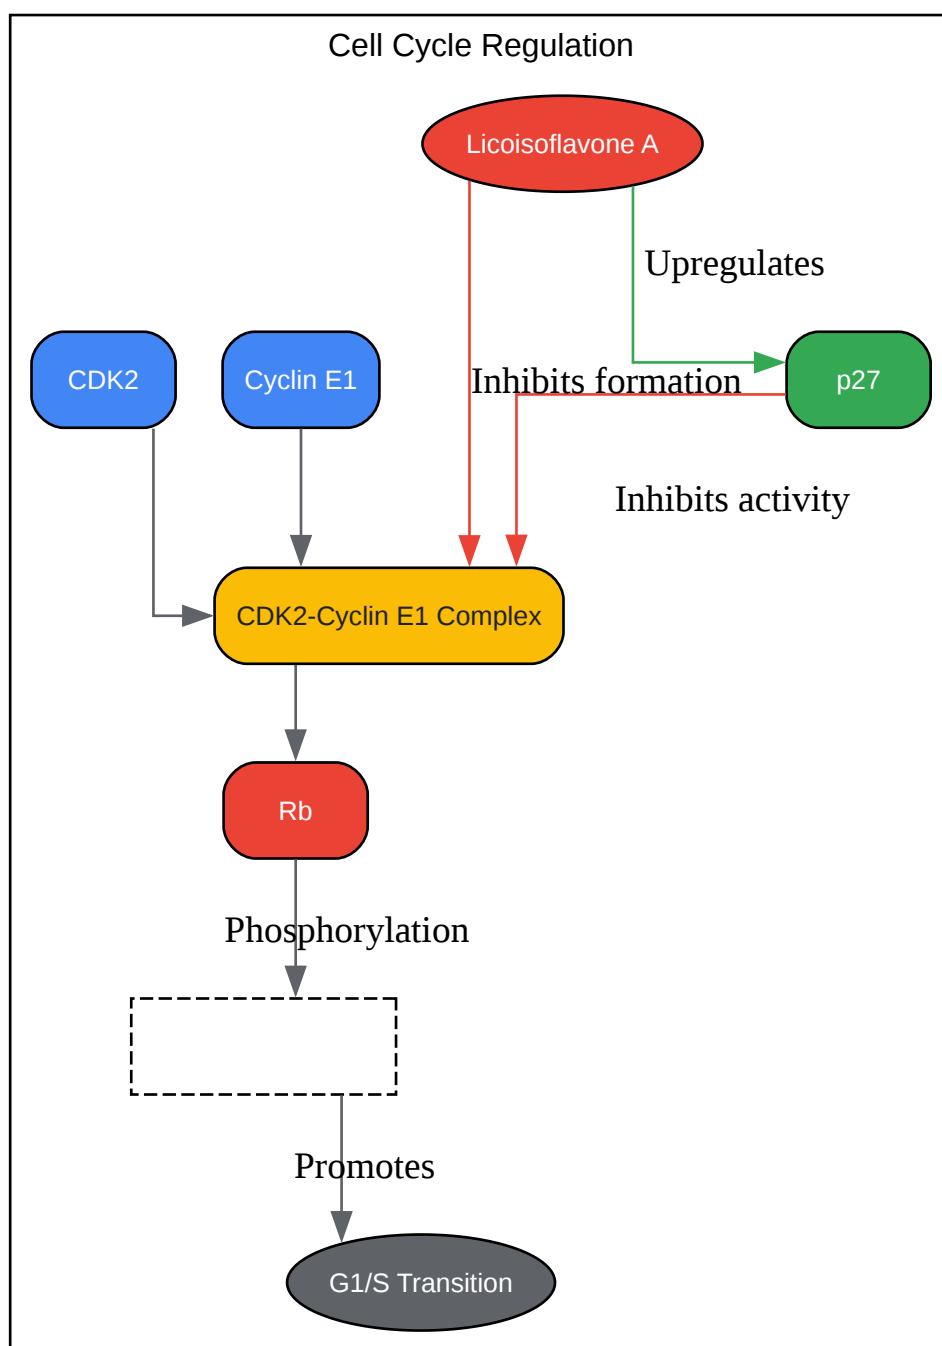 Cell Cycle Regulation
Licoisoflavone A
Upregulates
CDK2
Cyclin E1
Inhibits formation
p27
Inhibits activity
CDK2-Cyclin E1 Complex
Rb
Phosphorylation
Promotes
G1/S Transition